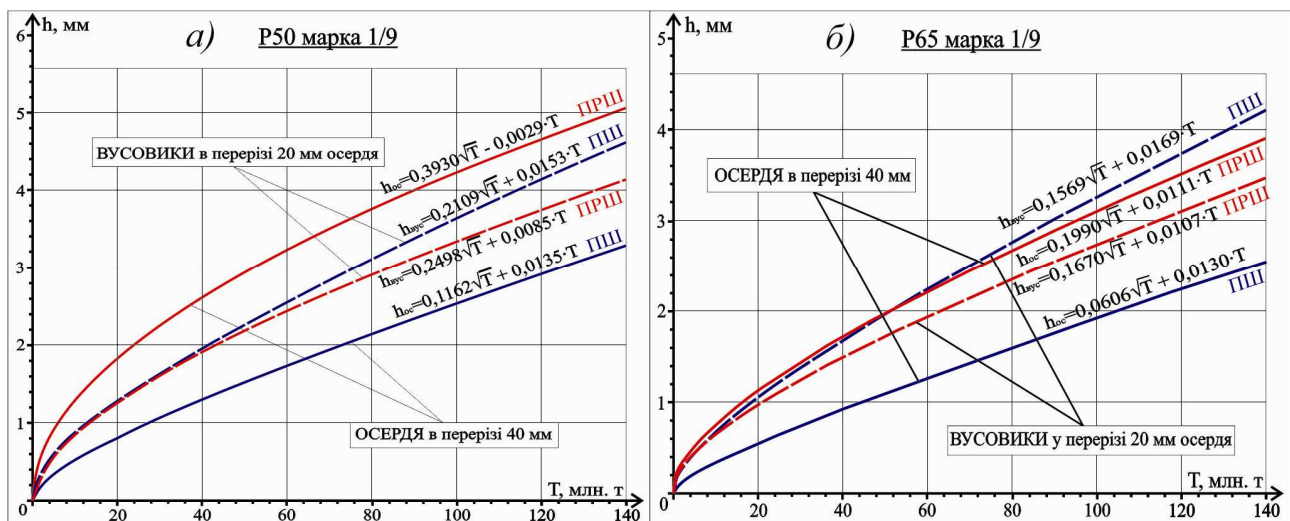 h, мм
а)
Р50 марка 1/9
6
5
4
3
2
1
0
ВУСОВИКИ в перерізі 20 мм осердя
hос=0,3930√T - 0,0029·T
ПРШ
hвус=0,2109√T + 0,0153·T
ПШ
hвус=0,2498√T + 0,0085·T
ПРШ
hос=0,1162√T + 0,0135·T
ПШ
ОСЕРДЯ в перерізі 40 мм
Т, млн. т
0 20 40 60 80 100 120 140
h, мм
б)
Р65 марка 1/9
5
4
3
2
1
0
ОСЕРДЯ в перерізі 40 мм
hвус=0,1569√T + 0,0169·T
ПШ
hос=0,1990√T + 0,0111·T
ПРШ
hвус=0,1670√T + 0,0107·T
ПРШ
hос=0,0606√T + 0,0130·T
ПШ
ВУСОВИКИ у перерізі 20 мм осердя
Т, млн. т
0 20 40 60 80 100 120 140